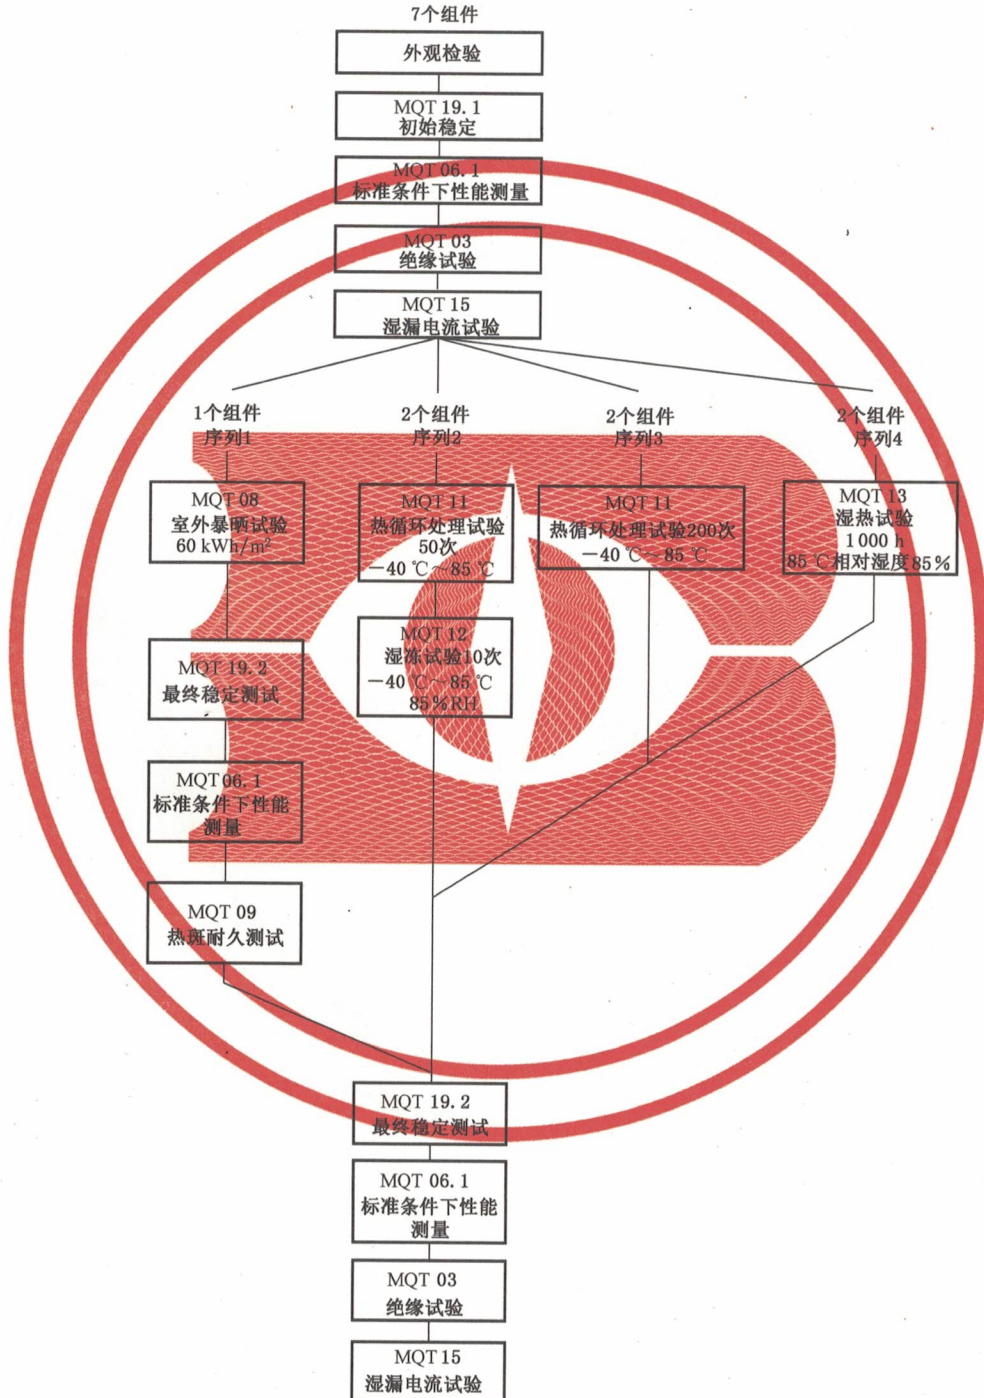 7个组件
外观检验
MQT 19.1
初始稳定
MQT 06.1
标准条件下性能测量
MQT 03
绝缘试验
MQT 15
湿漏电流试验
1个组件
序列1
2个组件
序列2
2个组件
序列3
2个组件
序列4
MQT 08
室外暴晒试验
60 kWh/m²
MQT 11
热循环处理试验
50次
－40 ℃～85 ℃
MQT 11
热循环处理试验200次
－40 ℃～85 ℃
MQT 13
湿热试验
1 000 h
85 ℃相对湿度85%
MQT 12
湿冻试验10次
－40 ℃～85 ℃
85%RH
MQT 19.2
最终稳定测试
MQT 06.1
标准条件下性能
测量
MQT 09
热斑耐久测试
MQT 19.2
最终稳定测试
MQT 06.1
标准条件下性能
测量
MQT 03
绝缘试验
MQT 15
湿漏电流试验